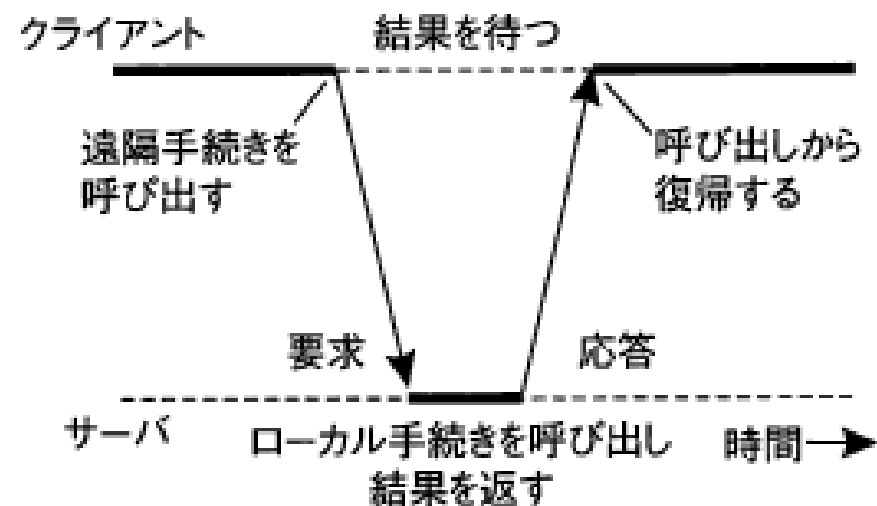 クライアント
結果を待つ
遠隔手続きを
呼び出す
呼び出しから
復帰する
要求
応答
サーバ
ローカル手続きを呼び出し
結果を返す
時間